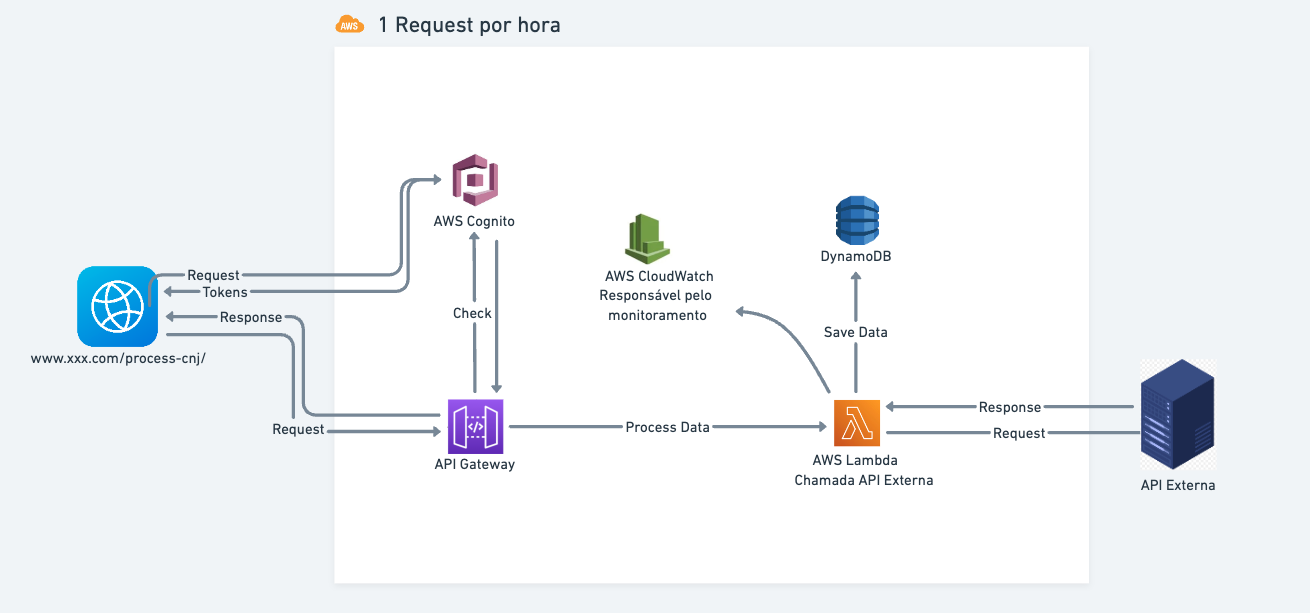 AWS
1 Request por hora
AWS Cognito
AWS CloudWatch
Responsável pelo
monitoramento
DynamoDB
Request
Tokens
Response
Check
Save Data
www.xxx.com/process-cnj/
Request
Process Data
Response
Request
API Gateway
AWS Lambda
Chamada API Externa
API Externa